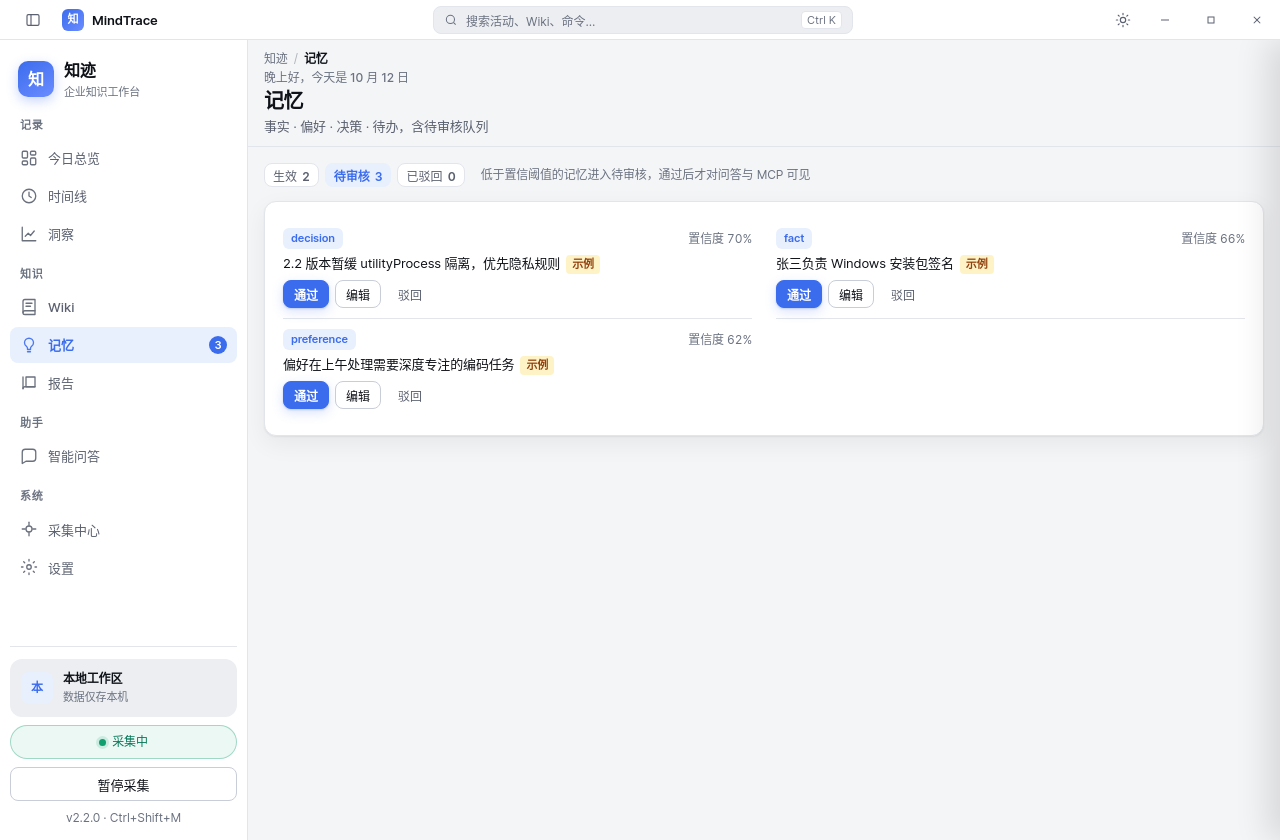 知 MindTrace
搜索活动、Wiki、命令... Ctrl K
知 知迹
企业知识工作台
记录
今日总览
时间线
洞察
知识
Wiki
记忆 3
报告
助手
智能问答
系统
采集中心
设置
本 本地工作区
数据仅存本机
采集中
暂停采集
v2.2.0 · Ctrl+Shift+M
知迹 / 记忆
晚上好，今天是 10 月 12 日
记忆
事实 · 偏好 · 决策 · 待办，含待审核队列
生效 2 待审核 3 已驳回 0 低于置信阈值的记忆进入待审核，通过后才对问答与 MCP 可见
decision 置信度 70%
2.2 版本暂缓 utilityProcess 隔离，优先隐私规则 示例
通过 编辑 驳回
fact 置信度 66%
张三负责 Windows 安装包签名 示例
通过 编辑 驳回
preference 置信度 62%
偏好在上午处理需要深度专注的编码任务 示例
通过 编辑 驳回